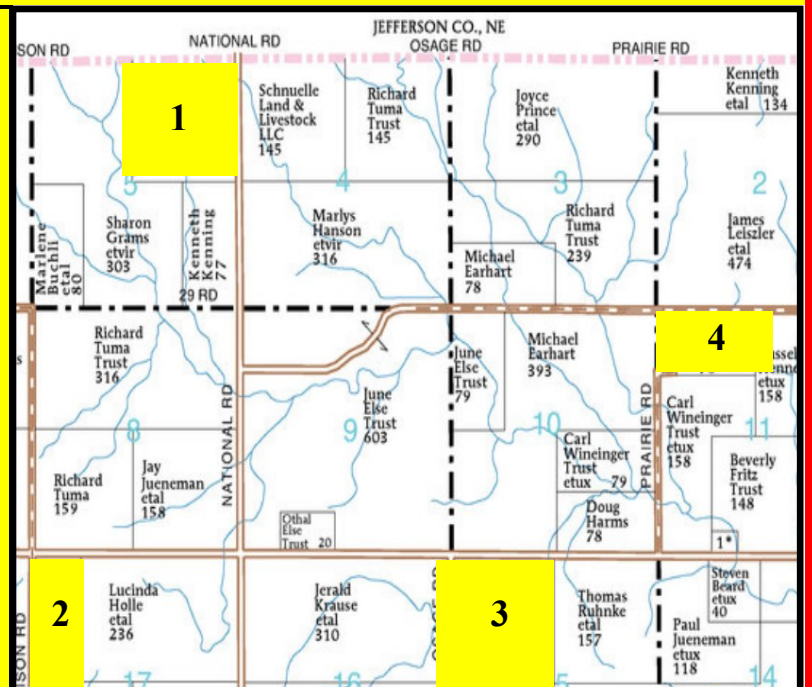 JEFFERSON CO., NE
NATIONAL RD
OSAGE RD
PRAIRIE RD
SON RD
1
Schnuelle
Land &
Livestock
LLC
145
Richard
Tuma
Trust
145
Joyce
Prince
etal
290
Kenneth
Kenning
etal 134
5
4
3
2
Marlene
Buchli
etal
80
Sharon
Grams
etvir
303
Kenneth
Kenning
77
Marlys
Hanson
etvir
316
Michael
Earhart
78
Richard
Tuma
Trust
239
James
Leiszler
etal
474
29 RD
s
Richard
Tuma
Trust
316
NATIONAL RD
June
Else
Trust
603
June
Else
Trust
79
Michael
Earhart
393
4
etux
158
PRAIRIE RD
Carl
Wineinger
Trust
etux
158
8
9
10
11
Richard
Tuma
159
Jay
Jueneman
etal
158
Carl
Wineinger
Trust
etux 79
Beverly
Fritz
Trust
148
Othal
Else
Trust 20
Doug
Harms
78
1*
ISON RD
2
Lucinda
Holle
etal
236
Jerald
Krause
etal
310
3
Thomas
Ruhnke
etal
157
Steven
Beard
etux
40
Paul
Jueneman
etux
118
17
16
5
14